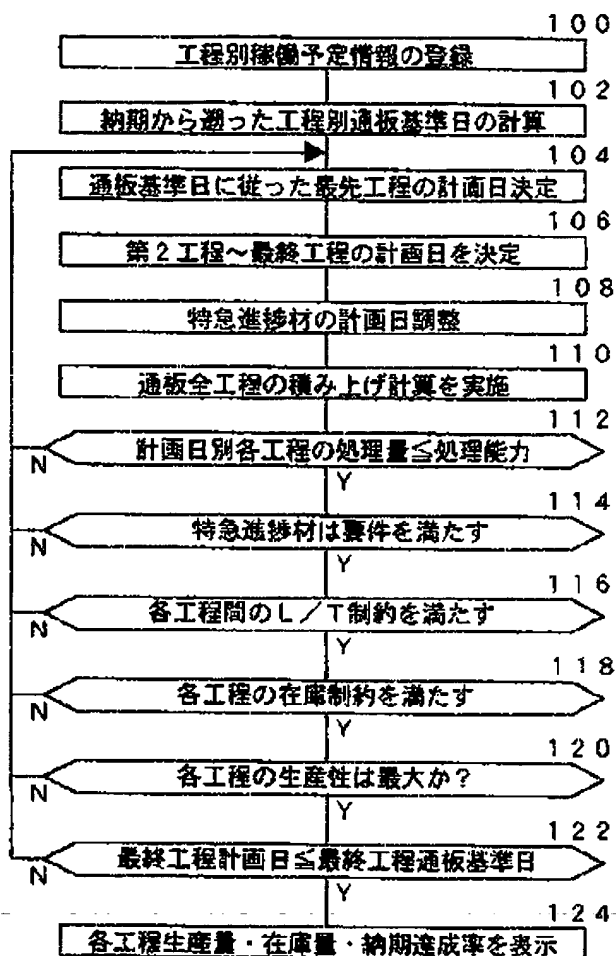 100
工程別稼働予定情報の登録
102
納期から遡った工程別通板基準日の計算
104
通板基準日に従った最先工程の計画日決定
106
第2工程~最終工程の計画日を決定
108
特急進捗材の計画日調整
110
通板全工程の積み上げ計算を実施
112
計画日別各工程の処理量≦処理能力
N
Y
114
特急進捗材は要件を満たす
N
Y
116
各工程間のL/T制約を満たす
N
Y
118
各工程の在庫制約を満たす
N
Y
120
各工程の生産性は最大か?
N
Y
122
最終工程計画日≦最終工程通板基準日
N
Y
124
各工程生産量・在庫量・納期達成率を表示